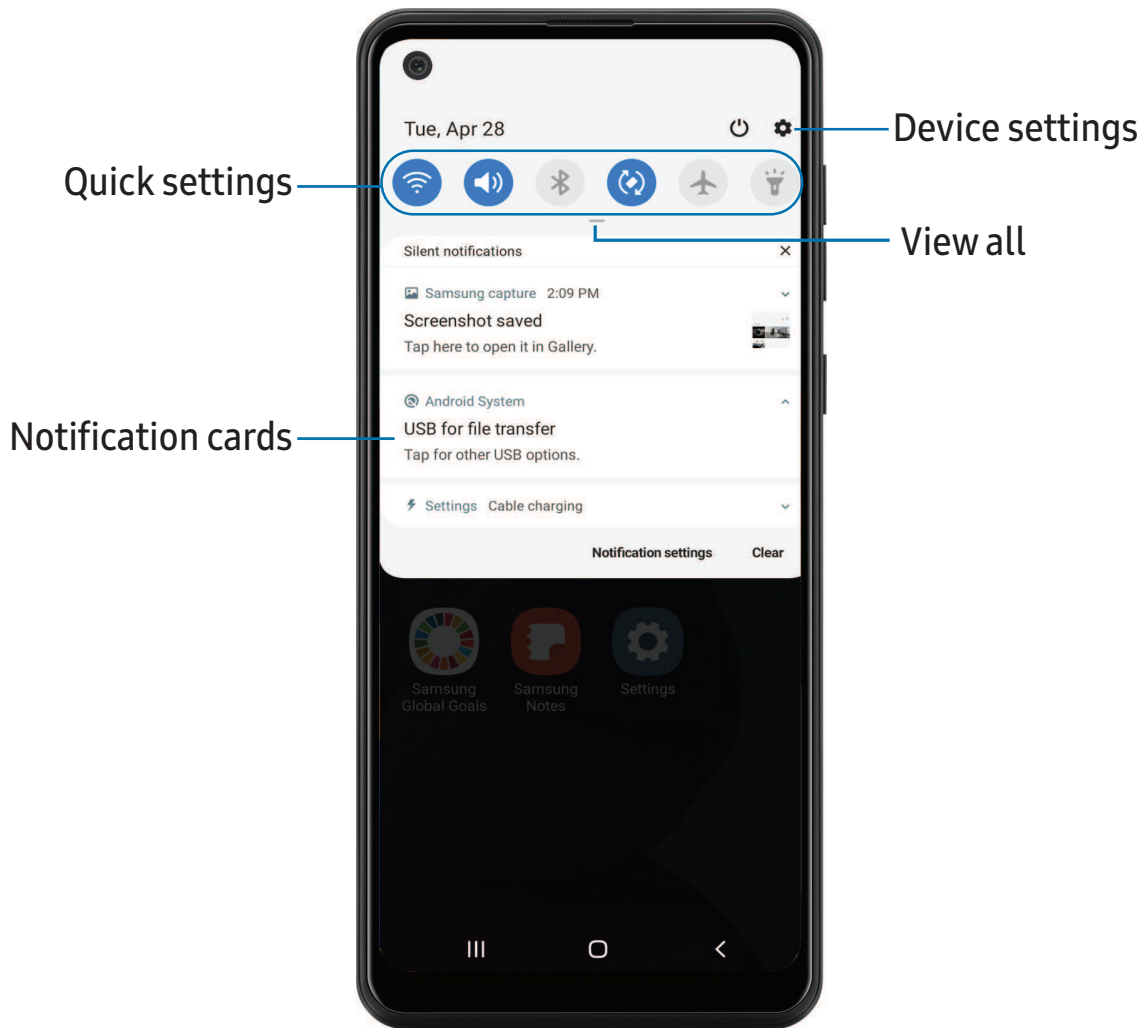 Tue, Apr 28
Device settings
Quick settings
View all
Silent notifications
Samsung capture 2:09 PM
Screenshot saved
Tap here to open it in Gallery.
Android System
USB for file transfer
Notification cards
Tap for other USB options.
Settings Cable charging
Notification settings Clear
Samsung Global Goals
Samsung Notes
Settings